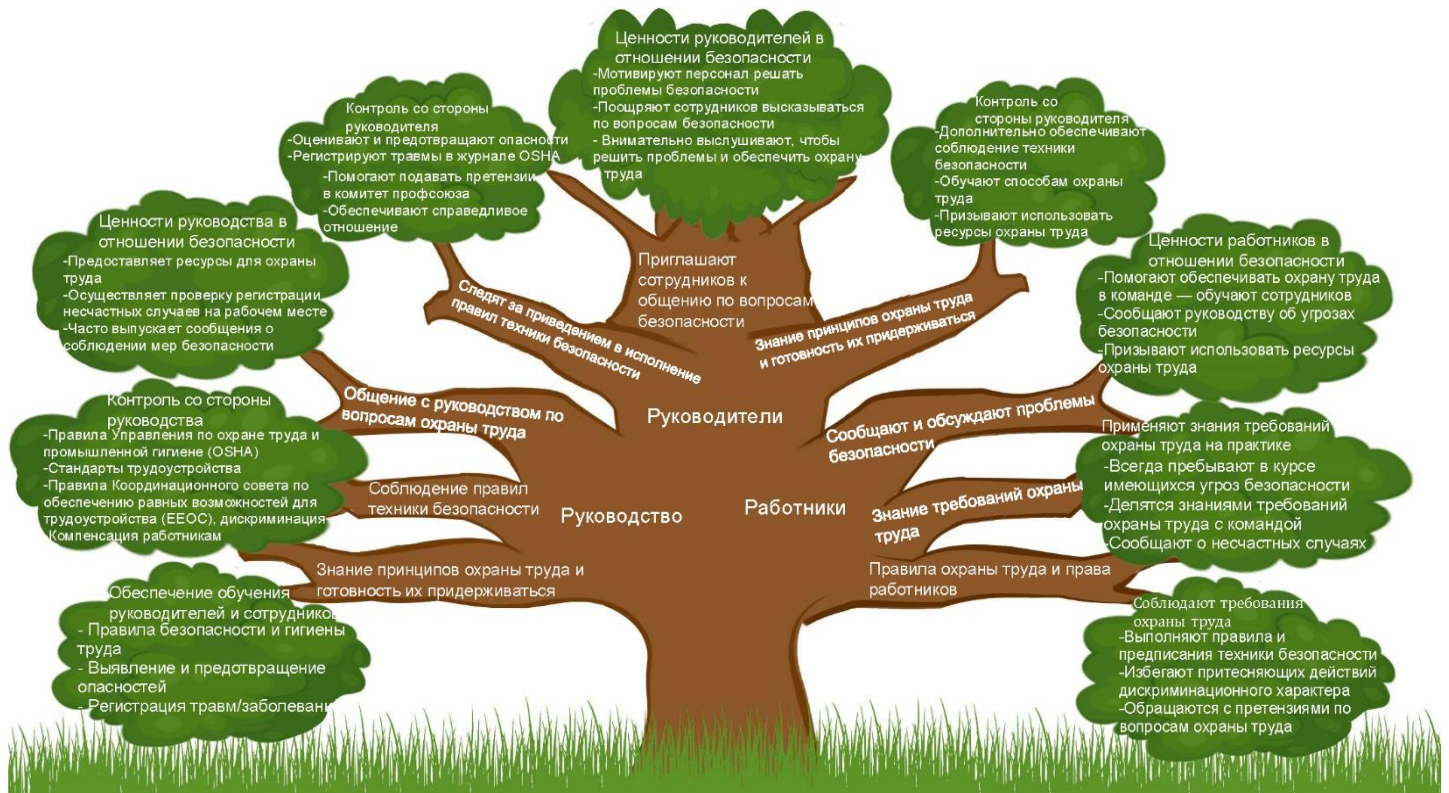 Ценности руководителей в
отношении безопасности
-Мотивируют персонал решать
проблемы безопасности
-Поощряют сотрудников высказываться
по вопросам безопасности
- Внимательно выслушивают, чтобы
решить проблемы и обеспечить охрану
труда
Контроль со стороны
руководителя
-Оценивают и предотвращают опасности
-Регистрируют травмы в журнале OSHA
-Помогают подавать претензии
в комитет профсоюза
-Обеспечивают справедливое
отношение
Контроль со
стороны руководителя
-Дополнительно обеспечивают
соблюдение техники
безопасности
-Обучают способам охраны
труда
-Призывают использовать
ресурсы охраны труда
Ценности руководства в
отношении безопасности
-Предоставляет ресурсы для охраны
труда
-Осуществляет проверку регистрации
несчастных случаев на рабочем месте
-Часто выпускает сообщения о
соблюдении мер безопасности
Ценности работников в
отношении безопасности
-Помогают обеспечивать охрану труда
в команде — обучают сотрудников
-Сообщают руководству об угрозах
безопасности
-Призывают использовать ресурсы
охраны труда
Приглашают
сотрудников к
общению по вопросам
безопасности
Следят за приведением в исполнение
правил техники безопасности
Знание принципов охраны труда
и готовность их придерживаться
Общение с руководством по
вопросам охраны труда
Руководители
Сообщают и обсуждают проблемы
безопасности
Контроль со стороны
руководства
-Правила Управления по охране труда и
промышленной гигиене (OSHA)
-Стандарты трудоустройства
-Правила Координационного совета по
обеспечению равных возможностей для
трудоустройства (EEOC), дискриминация
-Компенсация работникам
Применяют знания требований
охраны труда на практике
-Всегда пребывают в курсе
имеющихся угроз безопасности
-Делятся знаниями требований
охраны труда с командой
-Сообщают о несчастных случаях
Соблюдение правил
техники безопасности
Руководство
Работники
Знание требований охраны
труда
Знание принципов охраны труда и
готовность их придерживаться
Правила охраны труда и права
работников
Обеспечение обучения
руководителей и сотрудников
- Правила безопасности и гигиены
труда
- Выявление и предотвращение
опасностей
- Регистрация травм/заболеваний
Соблюдают требования
охраны труда
-Выполняют правила и
предписания техники безопасности
-Избегают притесняющих действий
дискриминационного характера
-Обращаются с претензиями по
вопросам охраны труда